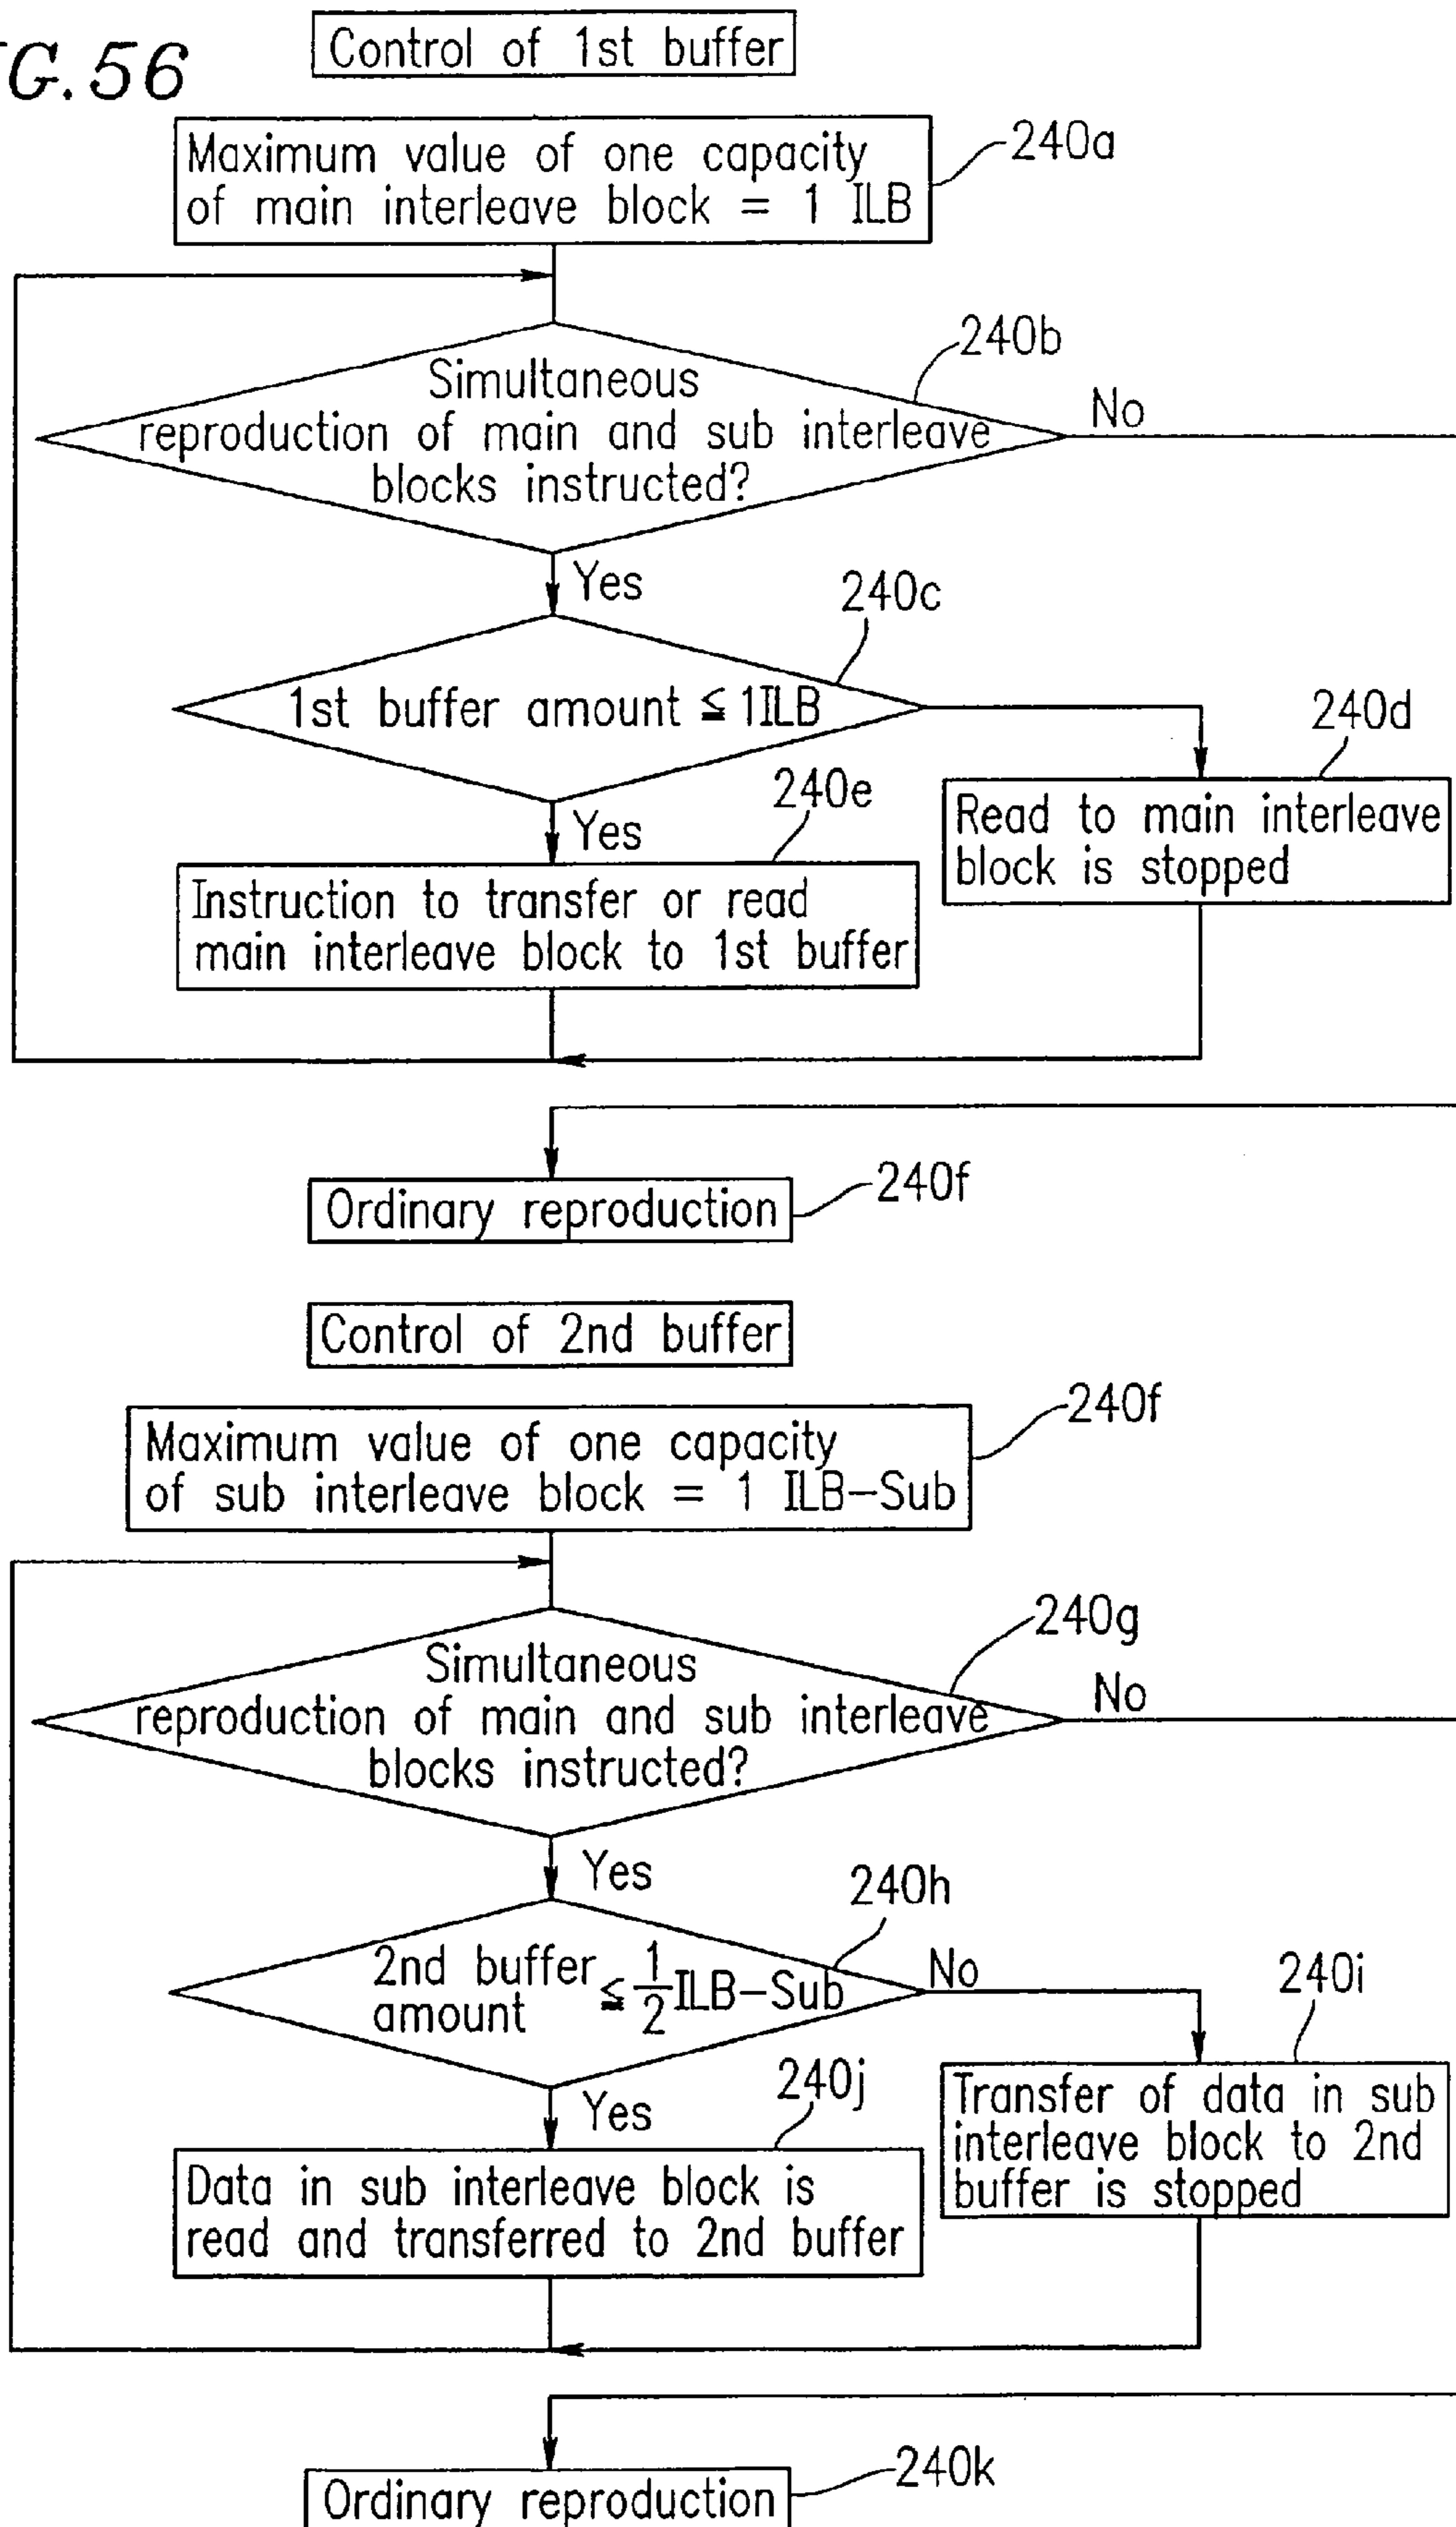 G.56
Control of 1st buffer
Maximum value of one capacity
of main interleave block = 1 ILB
240a
240b
Simultaneous
reproduction of main and sub interleave
blocks instructed?
No
Yes
240c
1st buffer amount ≦ 1ILB
240d
Read to main interleave
block is stopped
240e
Yes
Instruction to transfer or read
main interleave block to 1st buffer
Ordinary reproduction
240f
Control of 2nd buffer
240f
Maximum value of one capacity
of sub interleave block = 1 ILB-Sub
240g
Simultaneous
reproduction of main and sub interleave
blocks instructed?
No
Yes
240h
2nd buffer
amount ≦ 1/2 ILB-Sub
No
240i
Transfer of data in sub
interleave block to 2nd
buffer is stopped
240j
Yes
Data in sub interleave block is
read and transferred to 2nd buffer
240k
Ordinary reproduction